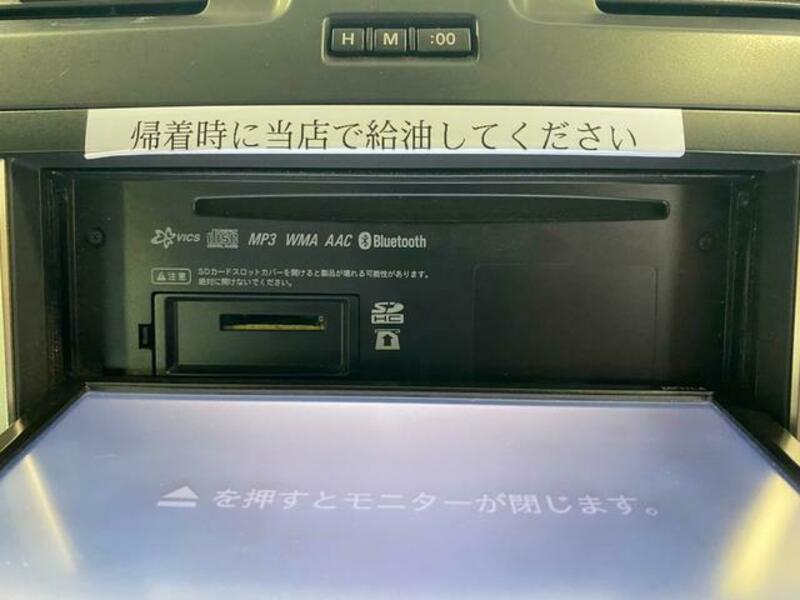 H M :00
帰着時に当店で給油してください
VICS COMPACT disc DIGITAL AUDIO MP3 WMA AAC Bluetooth
注意 SDカードスロットカバーを開けると製品が壊れる可能性があります。
絶対に開けないでください。
SD
HC
を押すとモニターが閉じます。